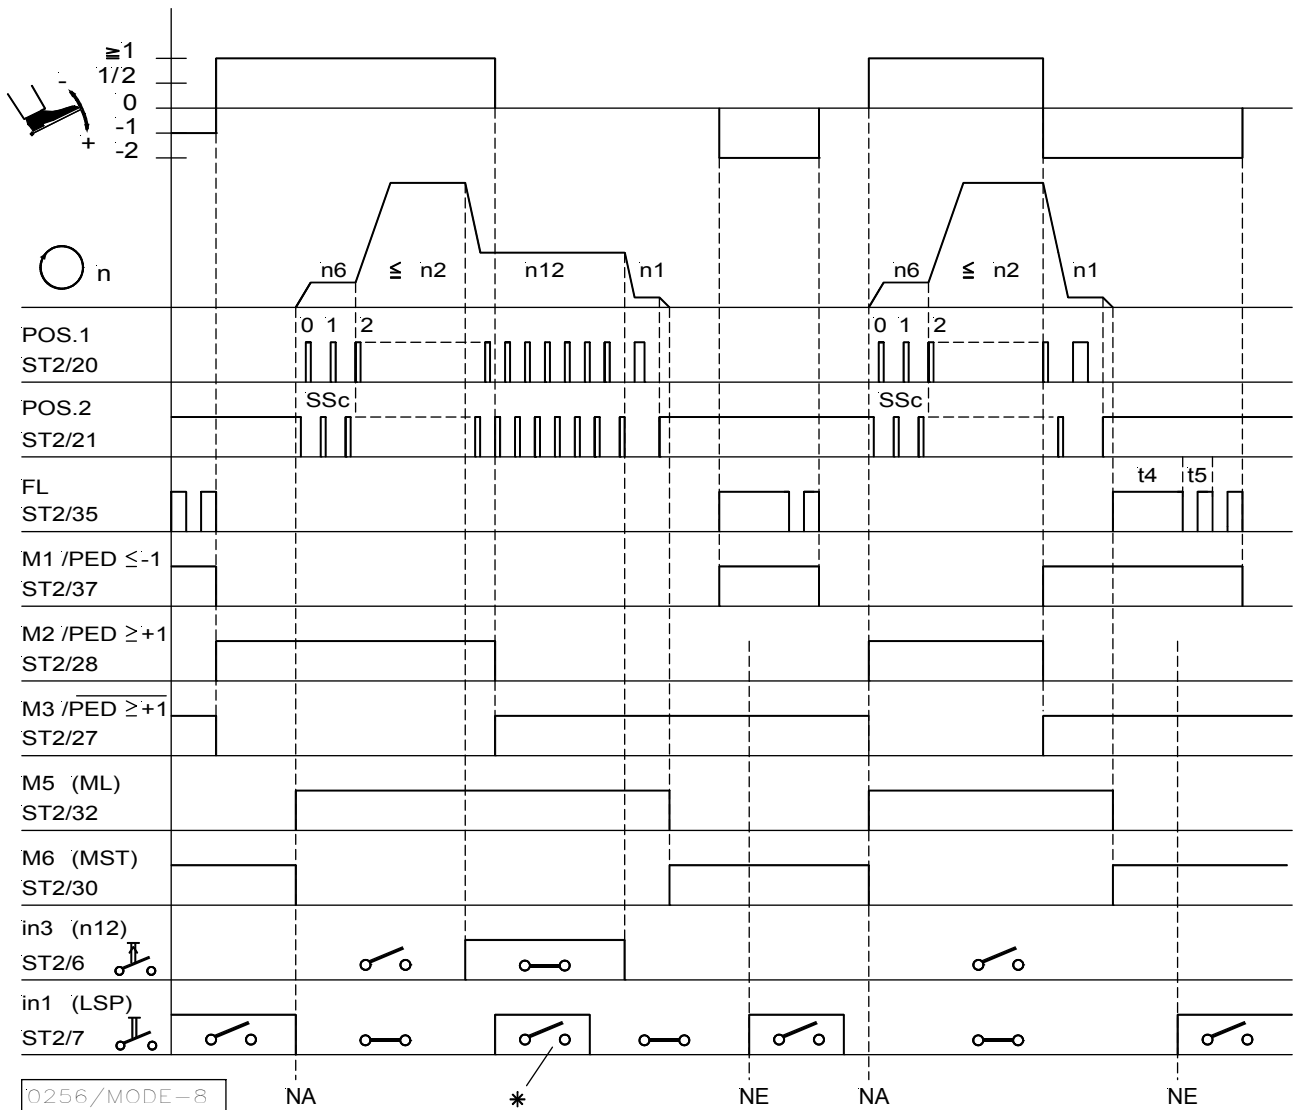 ≧1
1/2
0
-1
-2
-
+
n
n6 ≦ n2 n12 n1 n6 ≦ n2 n1
POS.1
ST2/20
0 1 2 0 1 2
POS.2
ST2/21
SSc SSc
FL
ST2/35
t4 t5
M1 /PED ≤-1
ST2/37
M2 /PED ≥+1
ST2/28
M3 /PED ≥+1
ST2/27
M5 (ML)
ST2/32
M6 (MST)
ST2/30
in3 (n12)
ST2/6
in1 (LSP)
ST2/7
0256/MODE-8
NA * NE NA NE